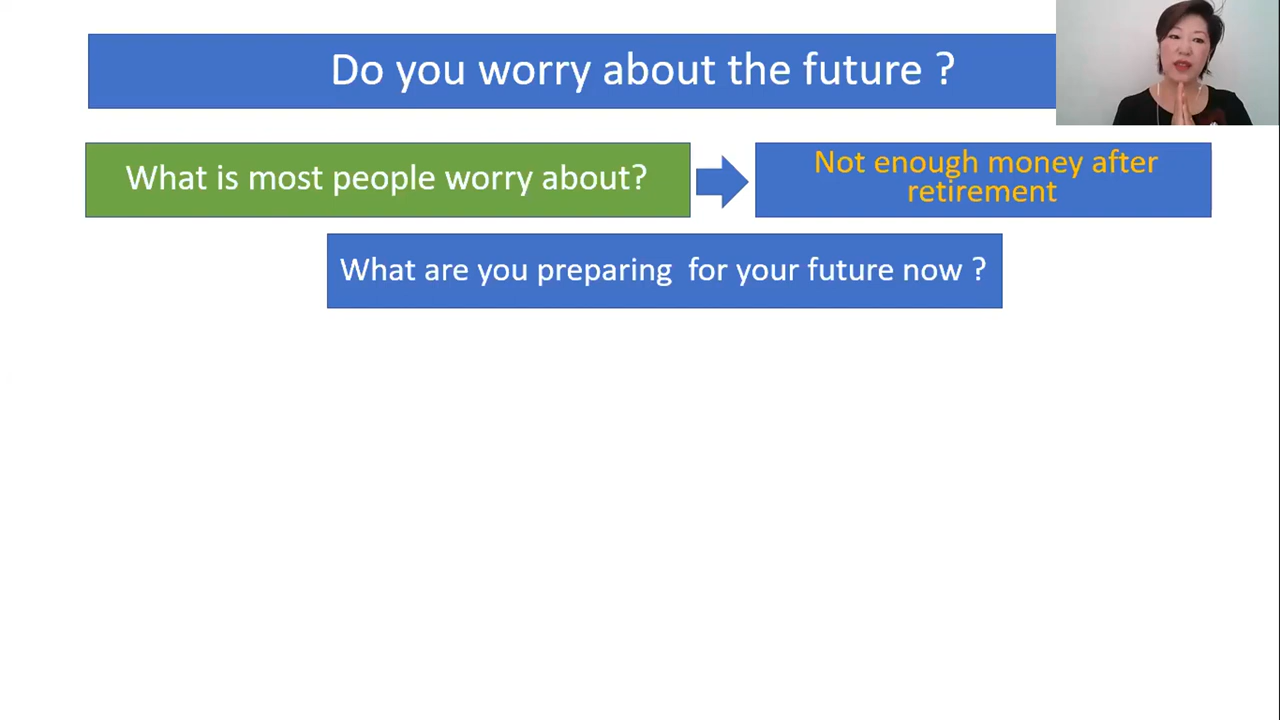 Do you worry about the future ?
What is most people worry about?
Not enough money after
retirement
What are you preparing  for your future now ?